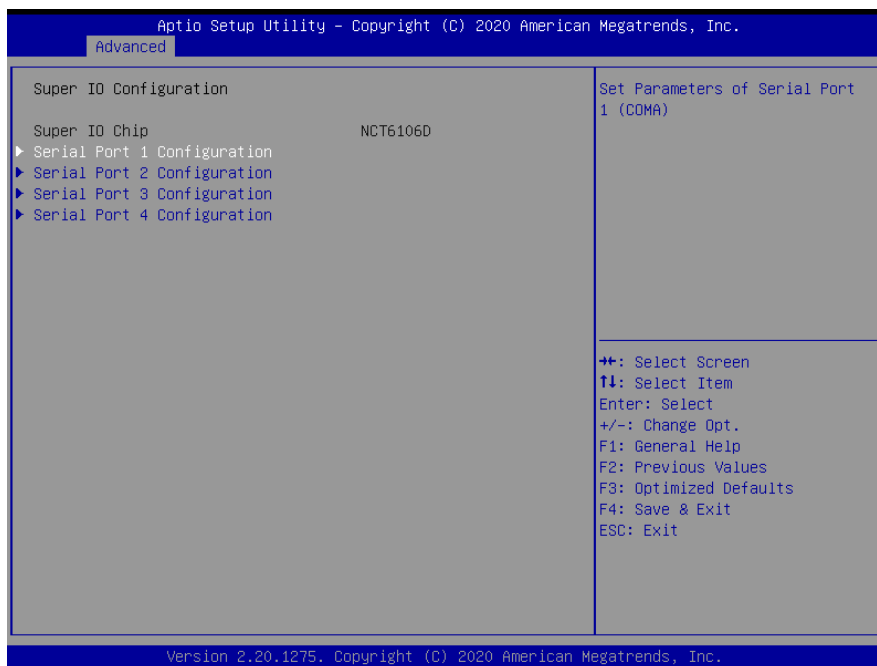 Aptio Setup Utility – Copyright (C) 2020 American Megatrends, Inc.
Advanced
Super IO Configuration
Super IO Chip NCT6106D
Serial Port 1 Configuration
Serial Port 2 Configuration
Serial Port 3 Configuration
Serial Port 4 Configuration
Set Parameters of Serial Port
1 (COMA)
→←: Select Screen
↑↓: Select Item
Enter: Select
+/-: Change Opt.
F1: General Help
F2: Previous Values
F3: Optimized Defaults
F4: Save & Exit
ESC: Exit
Version 2.20.1275. Copyright (C) 2020 American Megatrends, Inc.